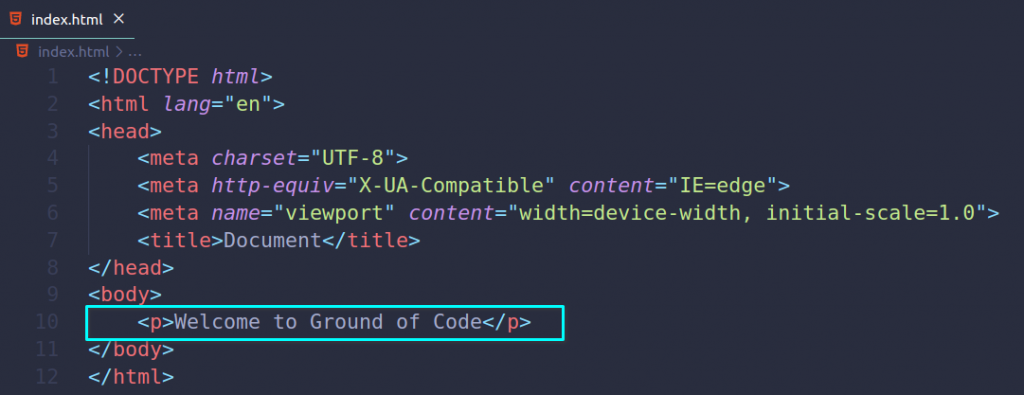 index.html ×
index.html > ...
1 <!DOCTYPE html>
2 <html lang="en">
3 <head>
4     <meta charset="UTF-8">
5     <meta http-equiv="X-UA-Compatible" content="IE=edge">
6     <meta name="viewport" content="width=device-width, initial-scale=1.0">
7     <title>Document</title>
8 </head>
9 <body>
10     <p>Welcome to Ground of Code</p>
11 </body>
12 </html>